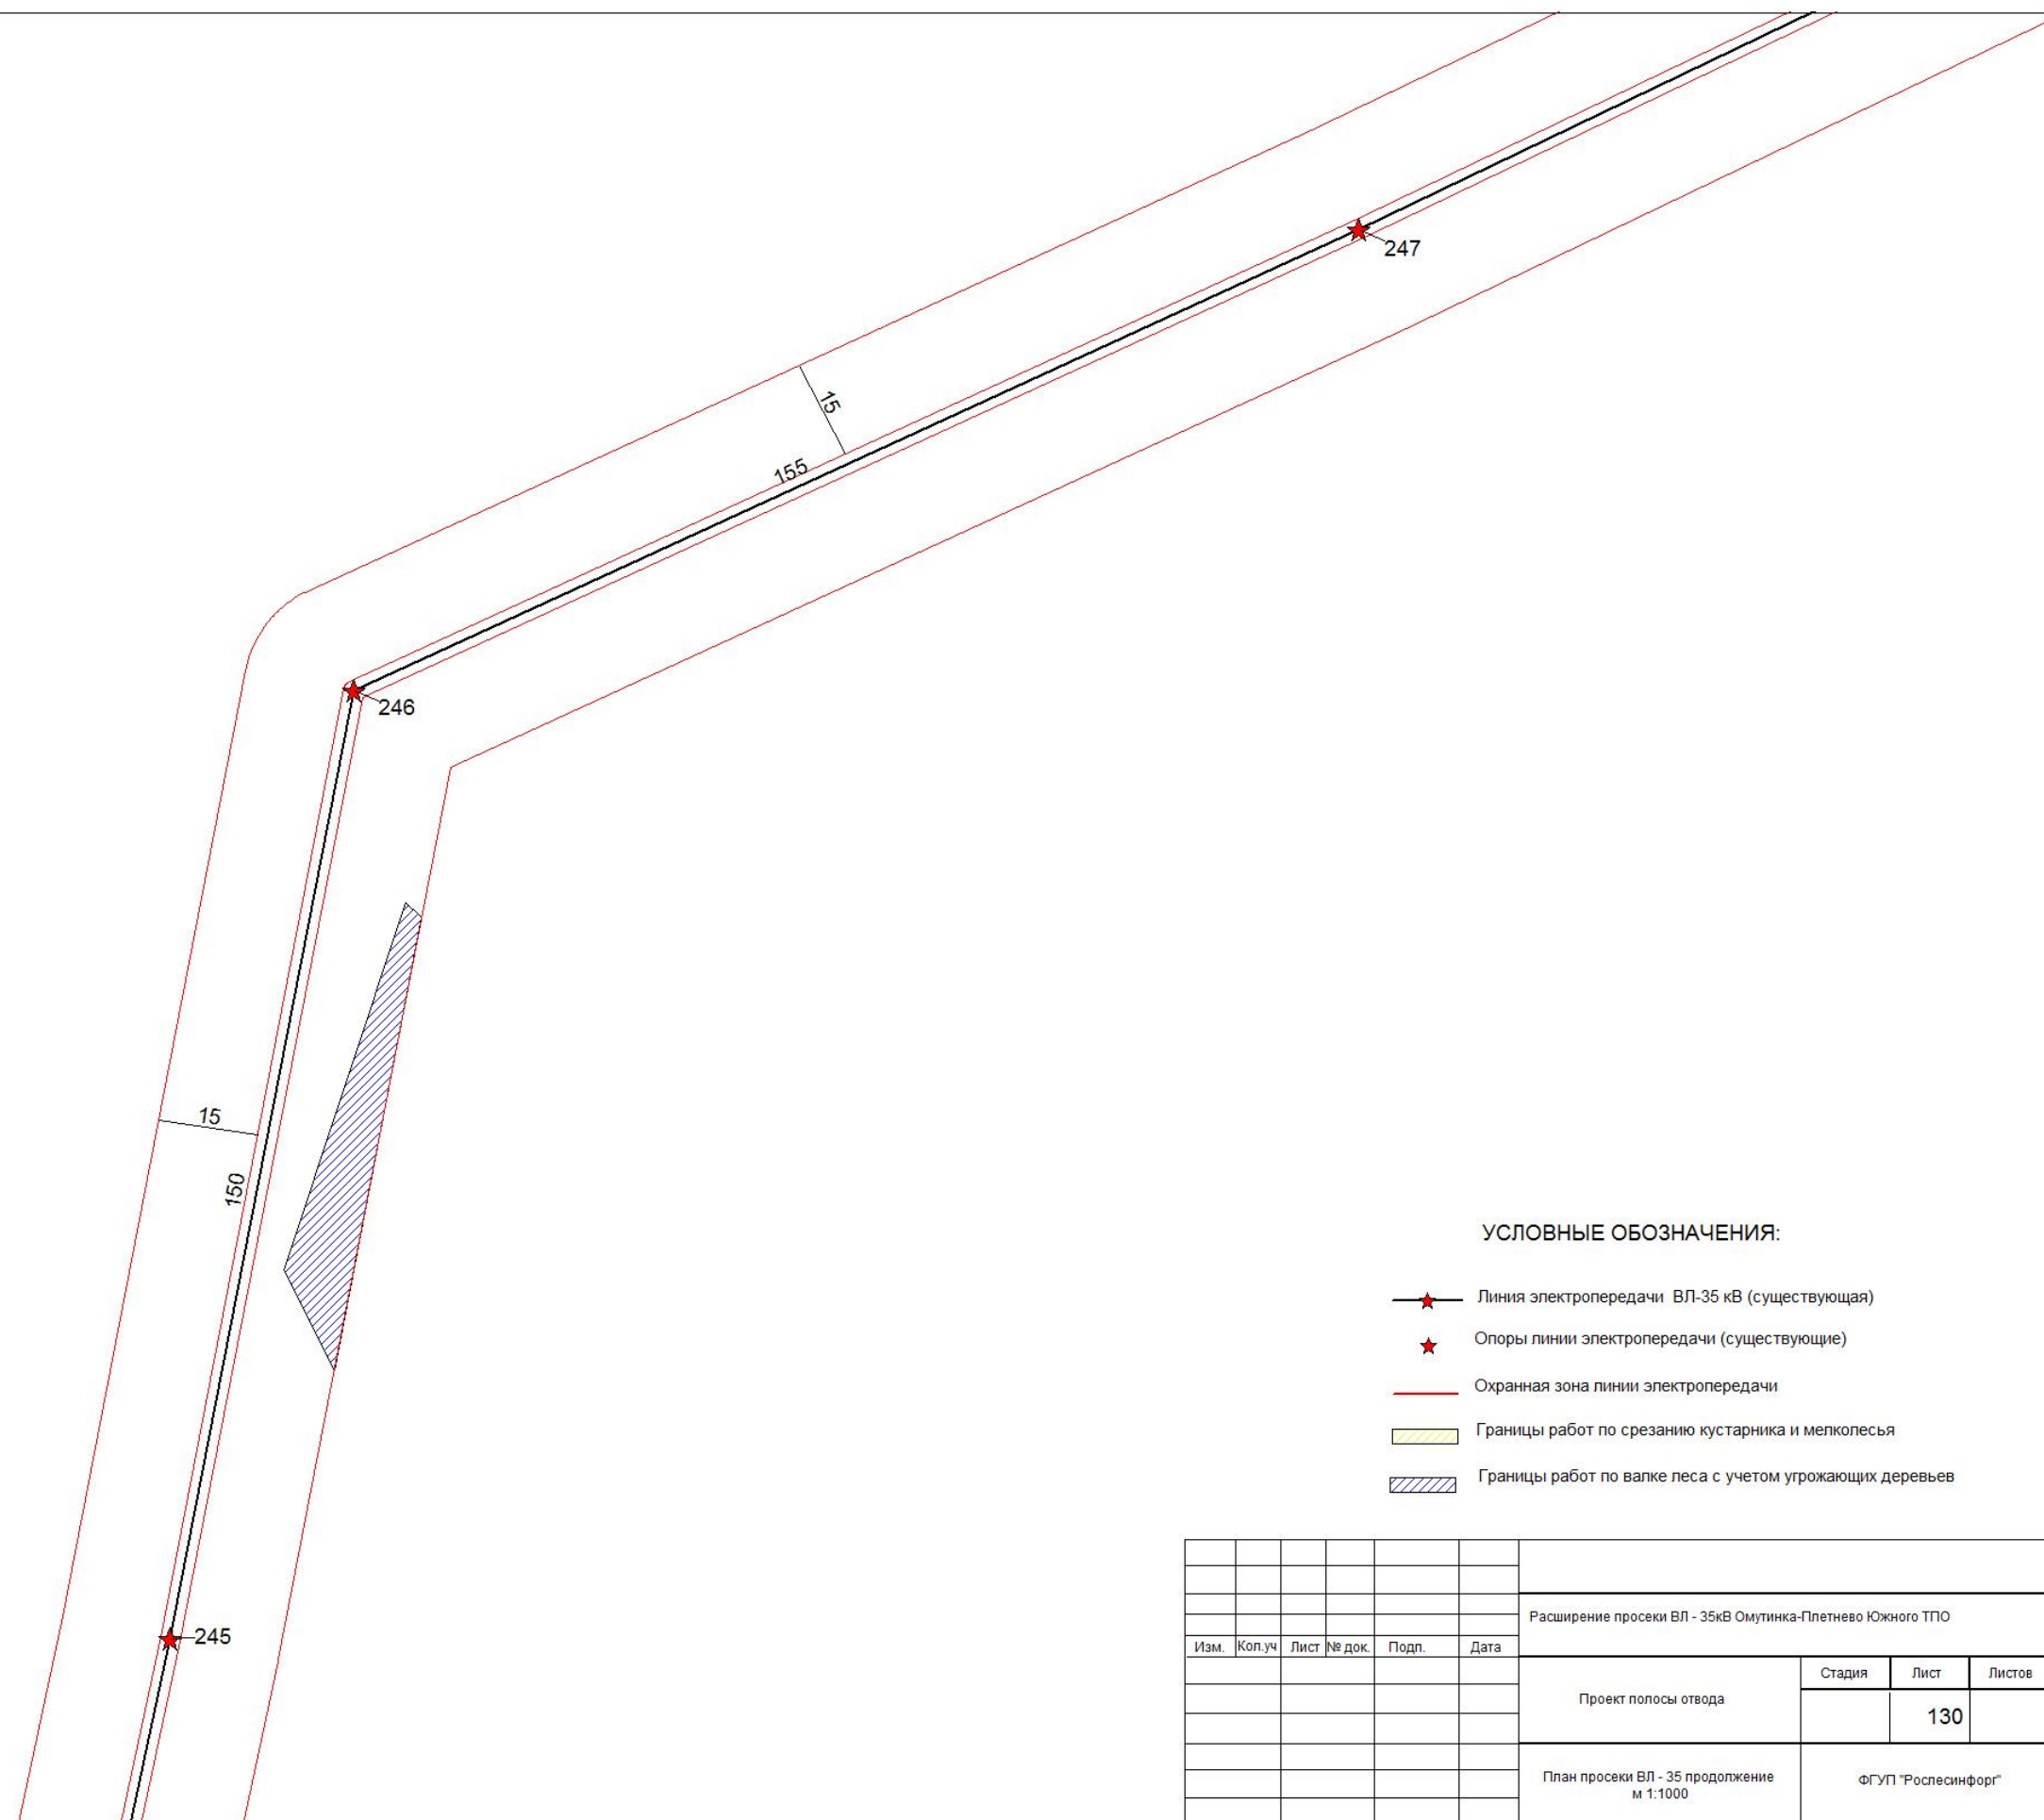 247
15
155
246
15
150
245
УСЛОВНЫЕ ОБОЗНАЧЕНИЯ:
Линия электропередачи ВЛ-35 кВ (существующая)
Опоры линии электропередачи (существующие)
Охранная зона линии электропередачи
Границы работ по срезанию кустарника и мелколесья
Границы работ по валке леса с учетом угрожающих деревьев
Расширение просеки ВЛ - 35кВ Омутинка-Плетнево Южного ТПО
Изм. Кол.уч Лист № док. Подп. Дата
Стадия Лист Листов
Проект полосы отвода
130
План просеки ВЛ - 35 продолжение
м 1:1000
ФГУП "Рослесинфорг"